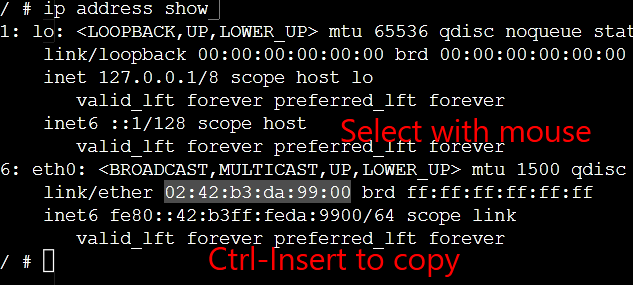 / # ip address show
1: lo: <LOOPBACK,UP,LOWER_UP> mtu 65536 qdisc noqueue stat
link/loopback 00:00:00:00:00:00 brd 00:00:00:00:00:00
inet 127.0.0.1/8 scope host lo
valid_lft forever preferred_lft forever
inet6 ::1/128 scope host
Select with mouse
valid_lft forever preferred_lft forever
6: eth0: <BROADCAST,MULTICAST,UP,LOWER_UP> mtu 1500 qdisc
link/ether 02:42:b3:da:99:00 brd ff:ff:ff:ff:ff:ff
inet6 fe80::42:b3ff:feda:9900/64 scope link
valid_lft forever preferred_lft forever
/ #
Ctrl-Insert to copy